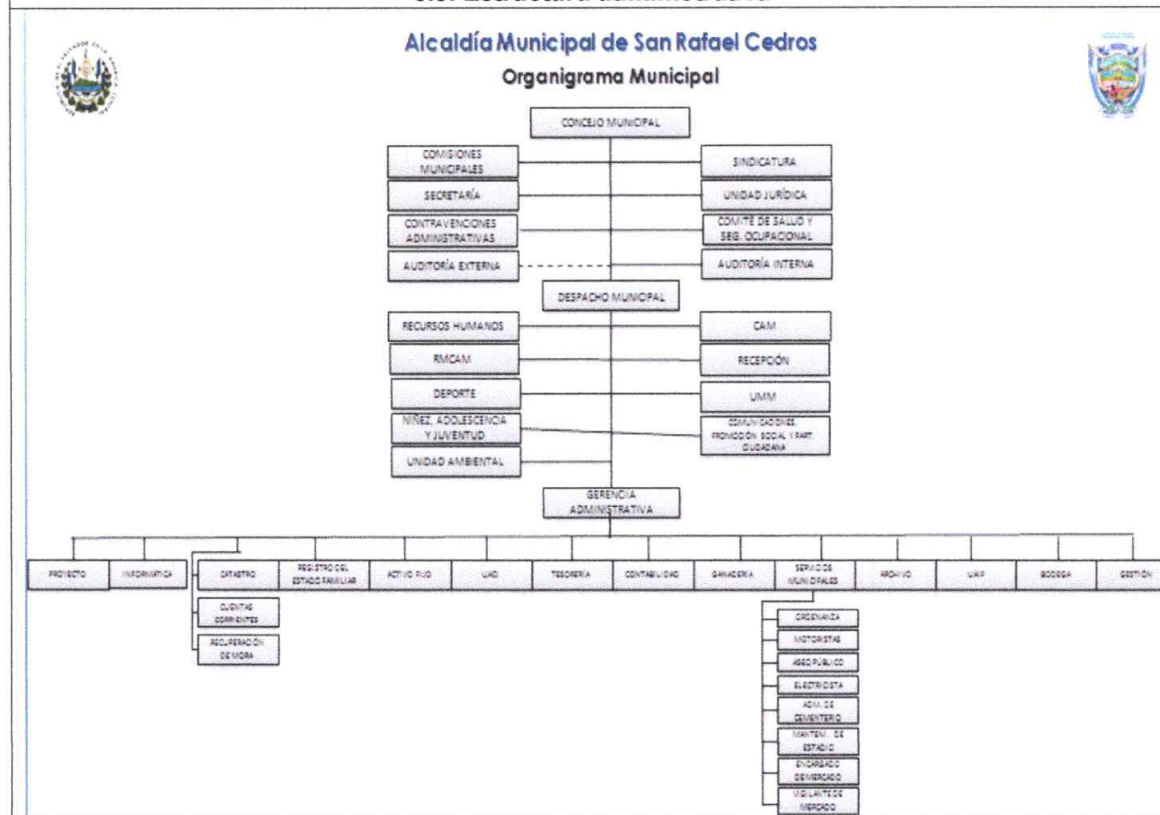 Alcaldía Municipal de San Rafael Cedros
Organigrama Municipal
CONCEJO MUNICIPAL
COMISIONES
MUNICIPALES
SINDICATURA
SECRETARÍA
UNIDAD JURÍDICA
CONTRAVENCIONES
ADMINISTRATIVAS
COMITÉ DE SALUD Y
SEG. OCUPACIONAL
AUDITORÍA EXTERNA
AUDITORÍA INTERNA
DESPACHO MUNICIPAL
RECURSOS HUMANOS
CAM
RMCAM
RECEPCIÓN
DEPORTE
UMM
NIÑEZ, ADOLESCENCIA
Y JUVENTUD
COMUNICACIONES,
PROMOCIÓN SOCIAL Y PART.
CIUDADANA
UNIDAD AMBIENTAL
GERENCIA
ADMINISTRATIVA
PROYECTO
INFORMÁTICA
CATASTRO
REGISTRO DEL
ESTADO FAMILIAR
ACTIVO FIJO
UACI
TESORERÍA
CONTABILIDAD
GANADERÍA
SERVICIOS
MUNICIPALES
ARCHIVO
UAIP
BODEGA
GESTIÓN
CUENTAS
CORRIENTES
RECUPERACIÓN
DE MORA
ORDENANZA
MOTORISTAS
ASEO PÚBLICO
ELECTRICISTA
ADM. DE
CEMENTERIO
MANTENI. DE
ESTADIO
ENCARGADO
DE MERCADO
VIGILANTE DE
MERCADO